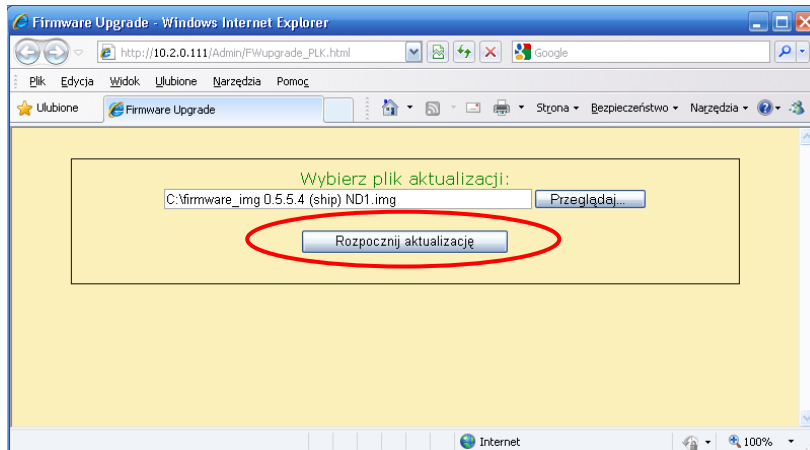 Firmware Upgrade - Windows Internet Explorer
http://10.2.0.111/Admin/FWupgrade_PLK.html
Google
Plik Edycja Widok Ulubione Narzędzia Pomoc
Ulubione Firmware Upgrade Strona Bezpieczeństwo Narzędzia
Wybierz plik aktualizacji:
C:\firmware_img 0.5.5.4 (ship) ND1.img Przeglądaj...
Rozpocznij aktualizację
Internet 100%